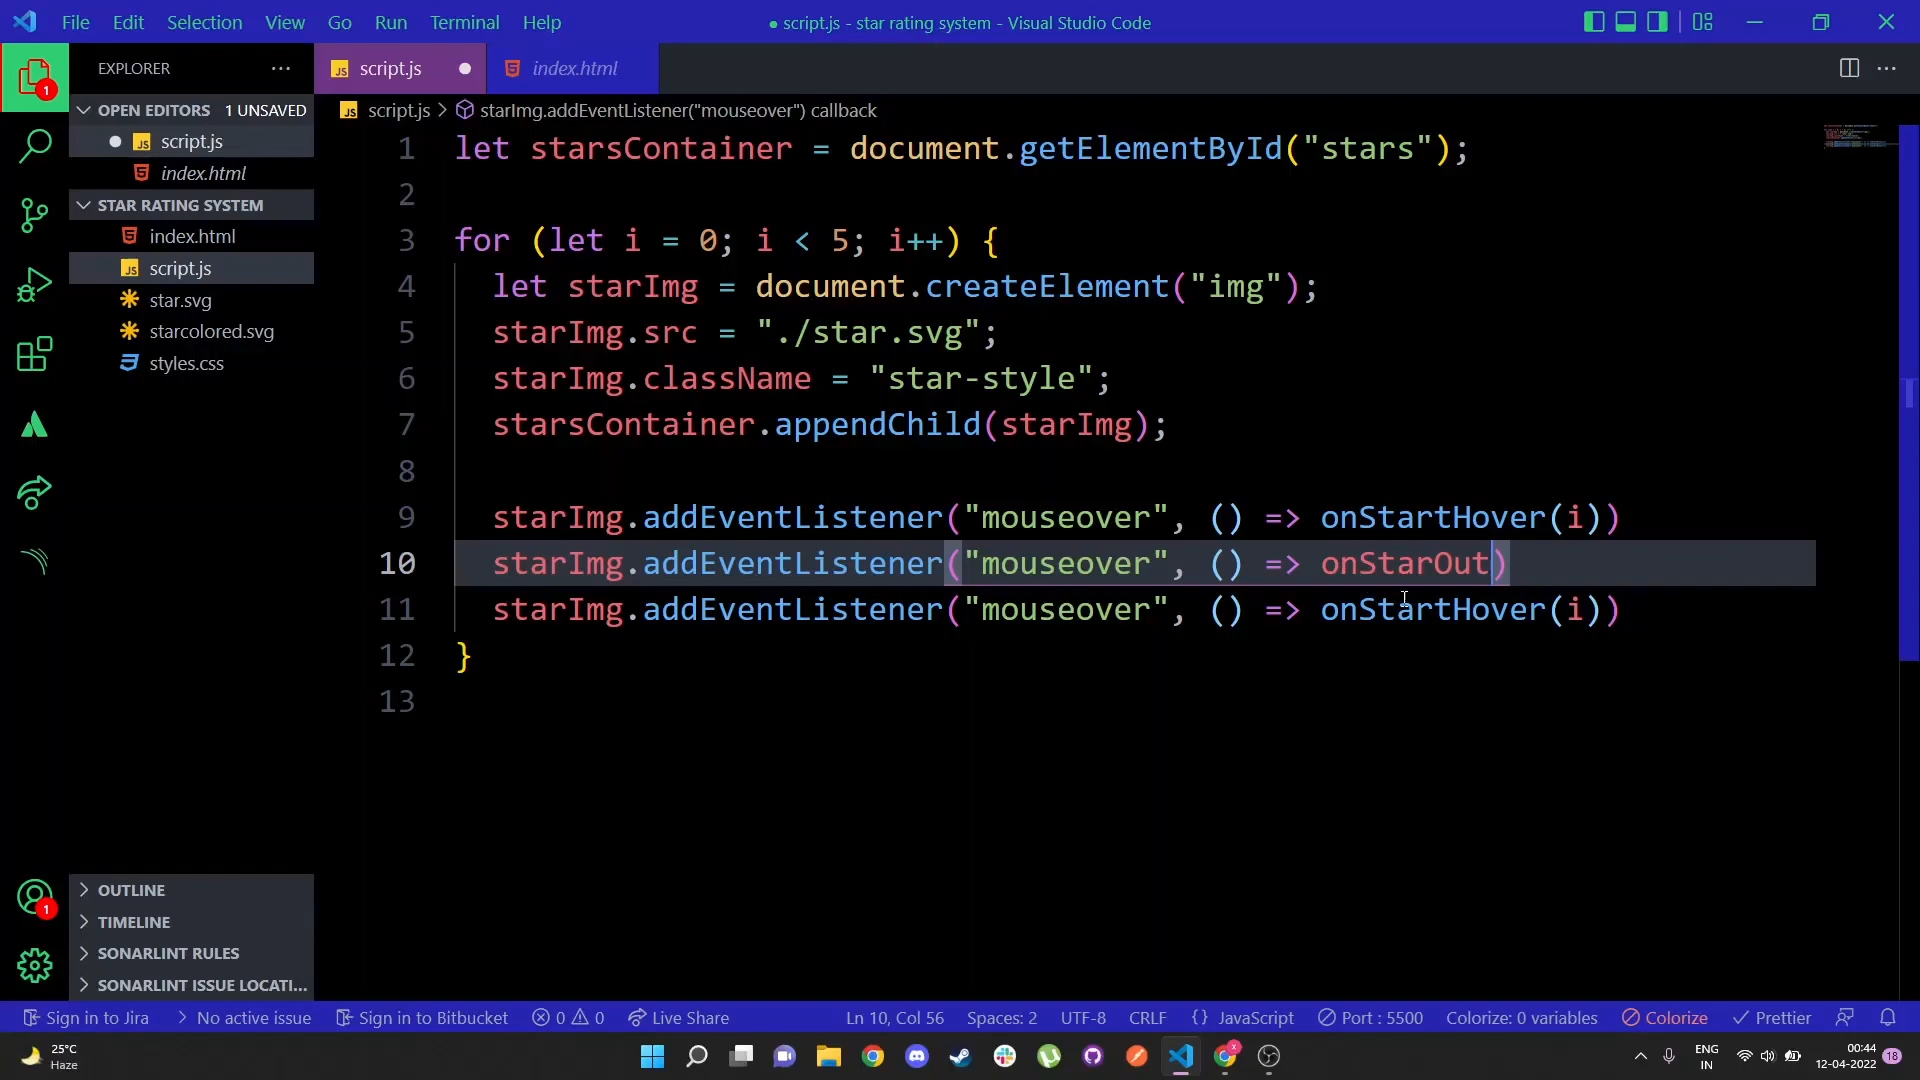 File Edit Selection View Go Run Terminal Help
● script.js - star rating system - Visual Studio Code
EXPLORER ···
JS script.js
index.html
1
OPEN EDITORS 1 UNSAVED
JS script.js
index.html
STAR RATING SYSTEM
index.html
JS script.js
star.svg
starcolored.svg
styles.css
JS script.js > starImg.addEventListener("mouseover") callback
1 let starsContainer = document.getElementById("stars");
2
3 for (let i = 0; i < 5; i++) {
4 let starImg = document.createElement("img");
5 starImg.src = "./star.svg";
6 starImg.className = "star-style";
7 starsContainer.appendChild(starImg);
8
9 starImg.addEventListener("mouseover", () => onStartHover(i))
10 starImg.addEventListener("mouseover", () => onStarOut)
11 starImg.addEventListener("mouseover", () => onStartHover(i))
12 }
13
1
OUTLINE
TIMELINE
SONARLINT RULES
SONARLINT ISSUE LOCATI...
Sign in to Jira No active issue Sign in to Bitbucket 0 0 Live Share Ln 10, Col 56 Spaces: 2 UTF-8 CRLF {} JavaScript Port : 5500 Colorize: 0 variables Colorize Prettier
25°C
Haze
ENG
IN
00:44
12-04-2022
18